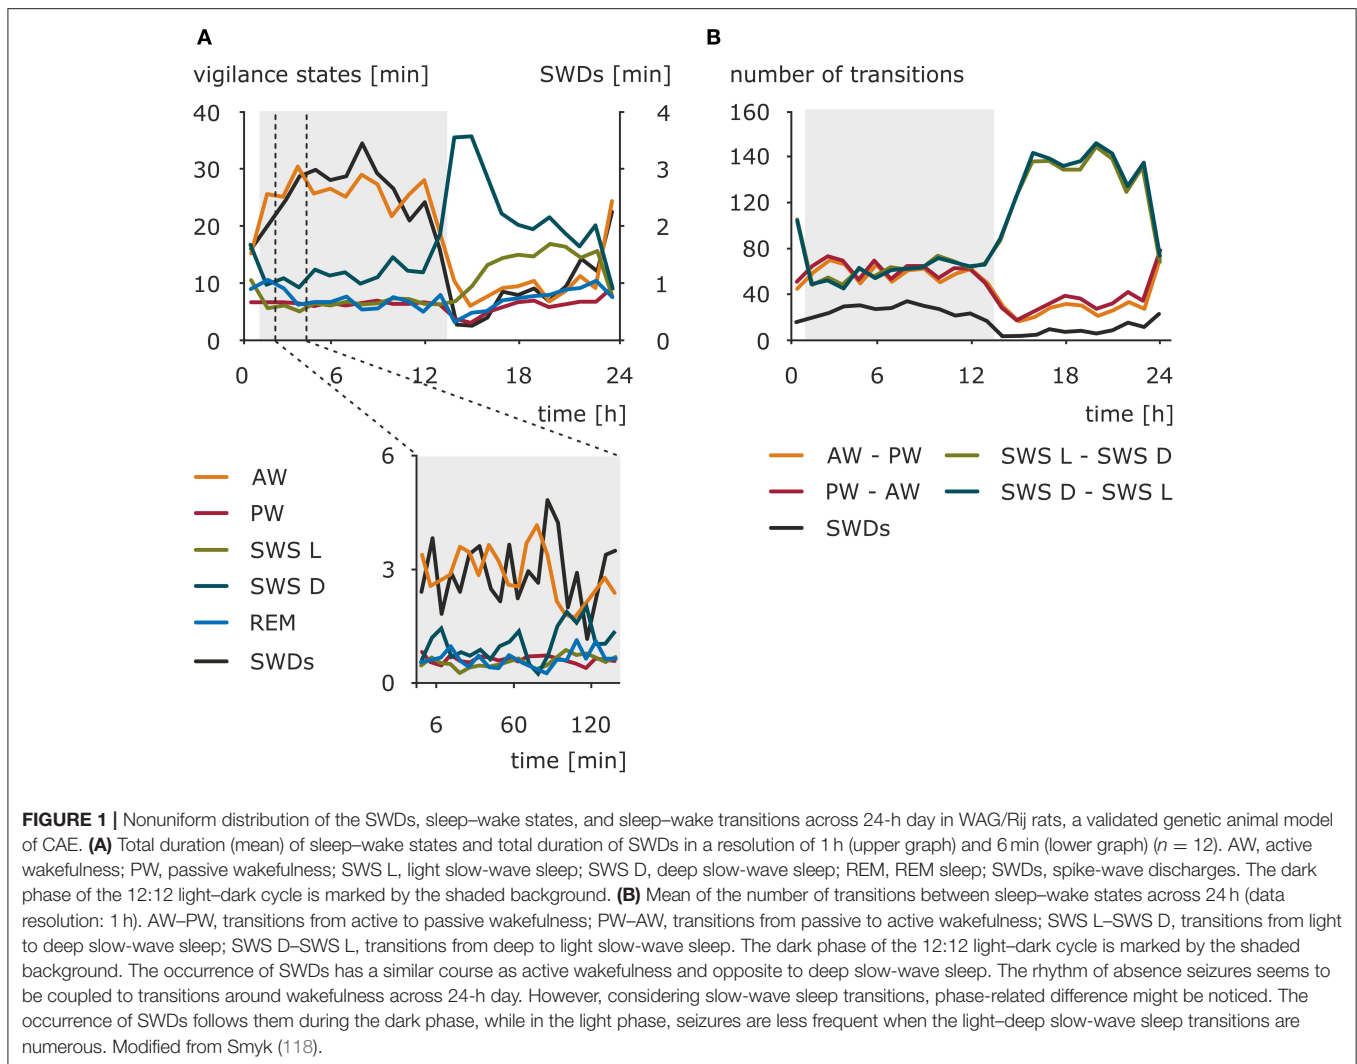 A
B
vigilance states [min]
SWDs [min]
number of transitions
40
30
20
10
0
4
3
2
1
0
0
6
12
18
24
time [h]
160
140
120
80
60
40
0
0
6
12
18
24
time [h]
AW
PW
SWS L
SWS D
REM
SWDs
6
3
0
6
60
120
time [min]
AW - PW
SWS L - SWS D
PW - AW
SWS D - SWS L
SWDs
FIGURE 1 | Nonuniform distribution of the SWDs, sleep–wake states, and sleep–wake transitions across 24-h day in WAG/Rij rats, a validated genetic animal model
of CAE. (A) Total duration (mean) of sleep–wake states and total duration of SWDs in a resolution of 1 h (upper graph) and 6 min (lower graph) (n = 12). AW, active
wakefulness; PW, passive wakefulness; SWS L, light slow-wave sleep; SWS D, deep slow-wave sleep; REM, REM sleep; SWDs, spike-wave discharges. The dark
phase of the 12:12 light–dark cycle is marked by the shaded background. (B) Mean of the number of transitions between sleep–wake states across 24 h (data
resolution: 1 h). AW–PW, transitions from active to passive wakefulness; PW–AW, transitions from passive to active wakefulness; SWS L–SWS D, transitions from light
to deep slow-wave sleep; SWS D–SWS L, transitions from deep to light slow-wave sleep. The dark phase of the 12:12 light–dark cycle is marked by the shaded
background. The occurrence of SWDs has a similar course as active wakefulness and opposite to deep slow-wave sleep. The rhythm of absence seizures seems to
be coupled to transitions around wakefulness across 24-h day. However, considering slow-wave sleep transitions, phase-related difference might be noticed. The
occurrence of SWDs follows them during the dark phase, while in the light phase, seizures are less frequent when the light–deep slow-wave sleep transitions are
numerous. Modified from Smyk (118).